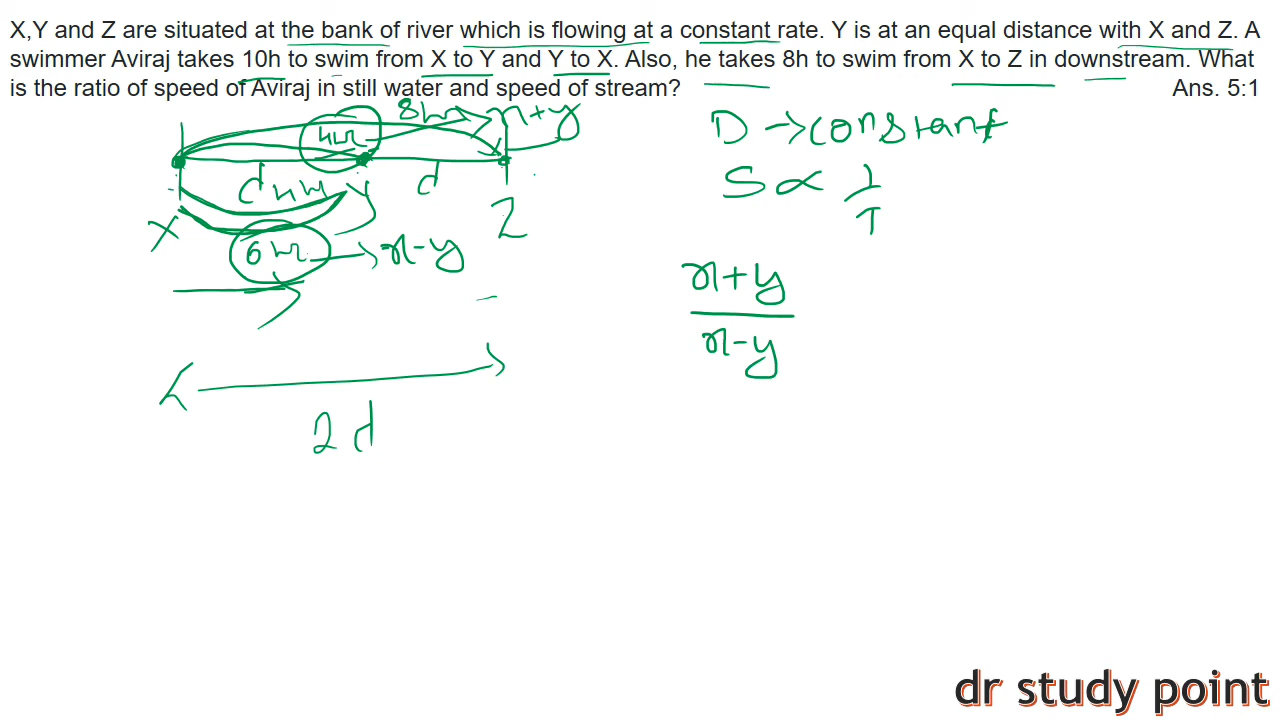 X,Y and Z are situated at the bank of river which is flowing at a constant rate. Y is at an equal distance with X and Z. A
swimmer Aviraj takes 10h to swim from X to Y and Y to X. Also, he takes 8h to swim from X to Z in downstream. What
is the ratio of speed of Aviraj in still water and speed of stream? Ans. 5:1
8hr x+y
4hr
D → constant
d 4hr Y d
S ∝ 1/T
X Z
6hr → x-y
x+y
x-y
2d
dr study point